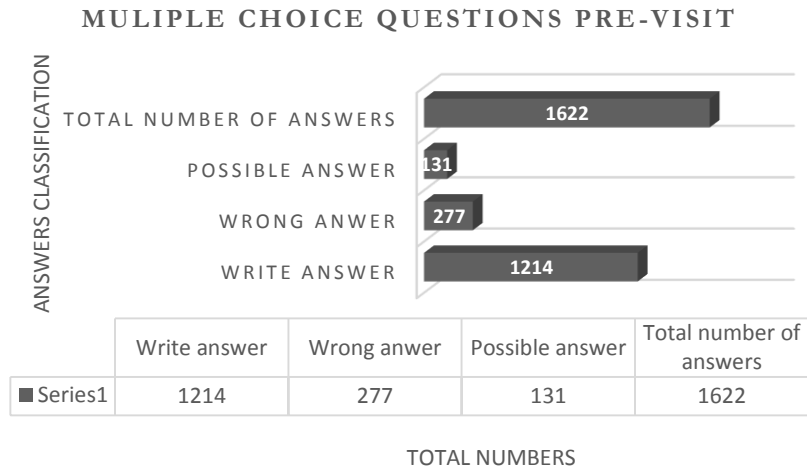 MULIPLE CHOICE QUESTIONS PRE-VISIT
ANSWERS CLASSIFICATION
TOTAL NUMBER OF ANSWERS 1622
POSSIBLE ANSWER 131
WRONG ANWER 277
WRITE ANSWER 1214
Write answer Wrong anwer Possible answer Total number of
answers
Series1 1214 277 131 1622
TOTAL NUMBERS